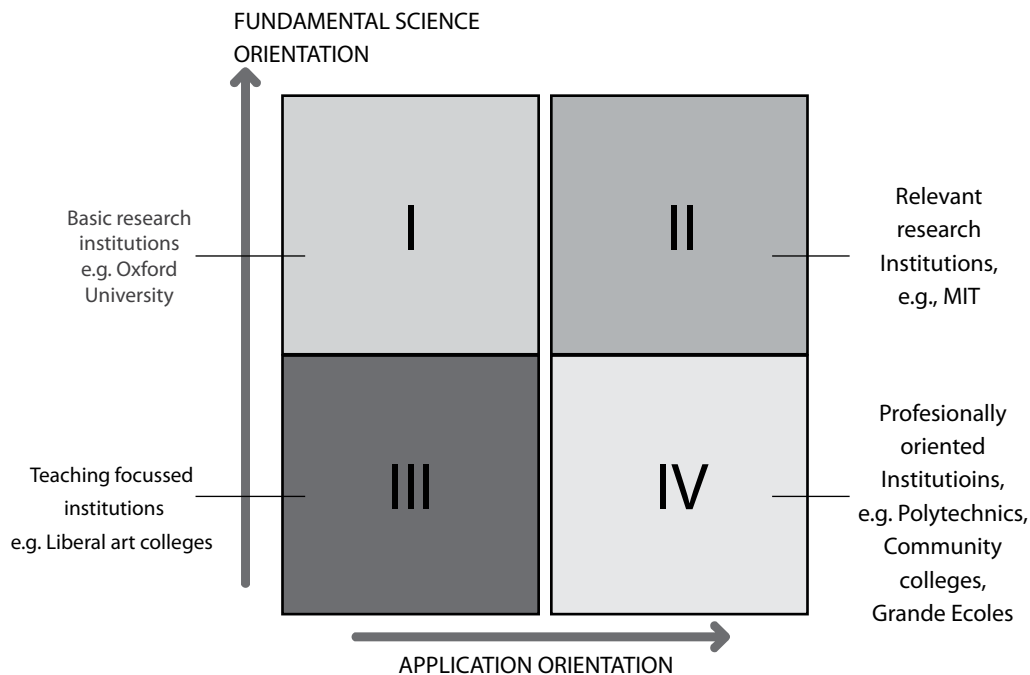 FUNDAMENTAL SCIENCE
ORIENTATION
I
II
Basic research
institutions
e.g. Oxford
University
Relevant
research
Institutions,
e.g., MIT
III
IV
Teaching focussed
institutions
e.g. Liberal art colleges
Profesionally
oriented
Institutioins,
e.g. Polytechnics,
Community
colleges,
Grande Ecoles
APPLICATION ORIENTATION